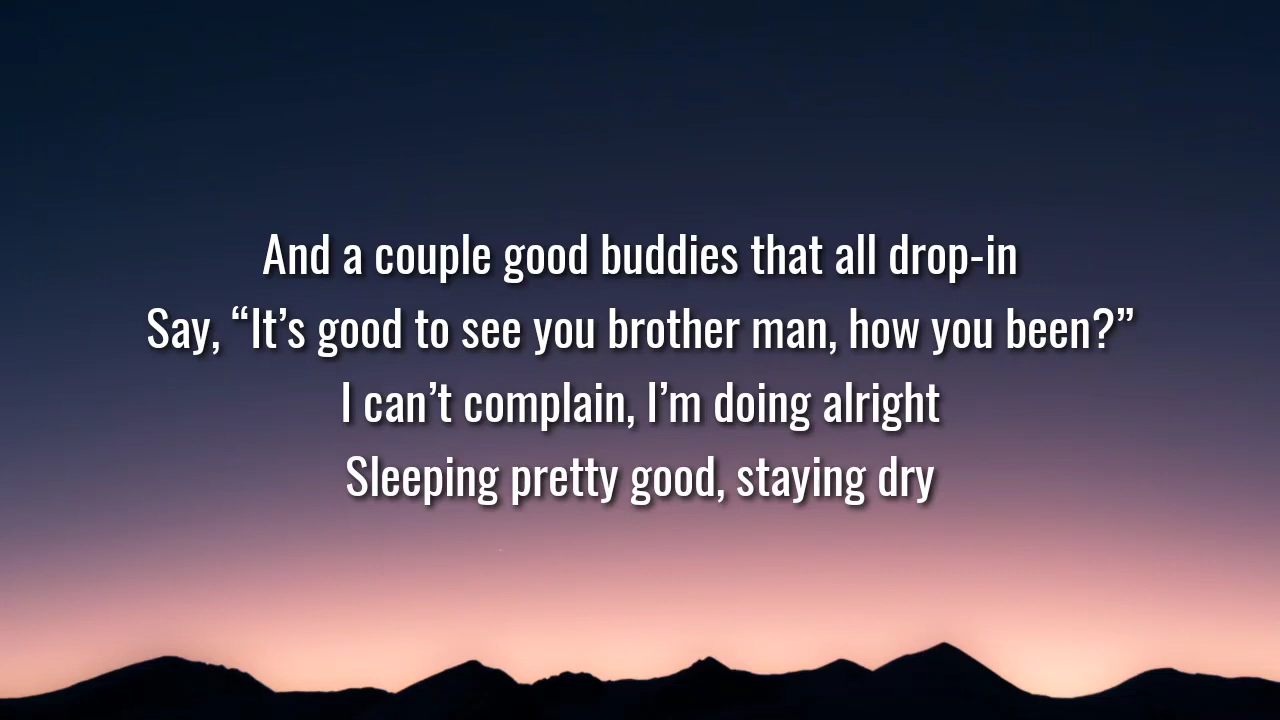 And a couple good buddies that all drop-in
Say, “It’s good to see you brother man, how you been?”
I can’t complain, I’m doing alright
Sleeping pretty good, staying dry